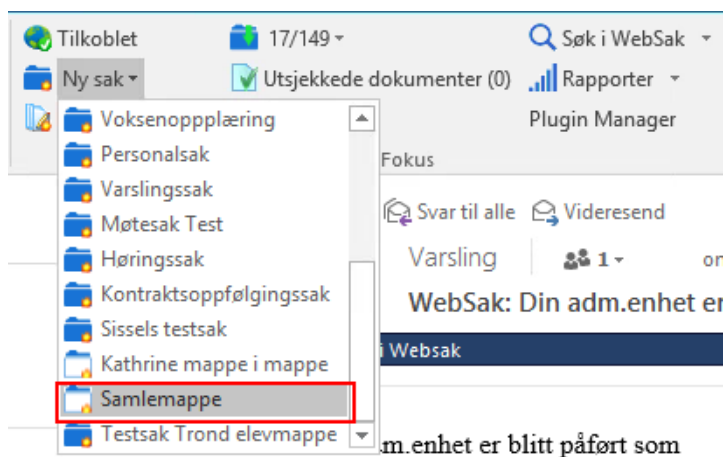 Tilkoblet
17/149
Søk i WebSak
Ny sak
Utsjekkede dokumenter (0)
Rapporter
Plugin Manager
Voksenoppplæring
Personalsak
Fokus
Varslingssak
Møtesak Test
Svar til alle
Videresend
Høringssak
Varsling
1
on
Kontraktsoppfølgingssak
WebSak: Din adm.enhet er
Sissels testsak
i Websak
Kathrine mappe i mappe
Samlemappe
Testsak Trond elevmappe
.m.enhet er blitt påført som